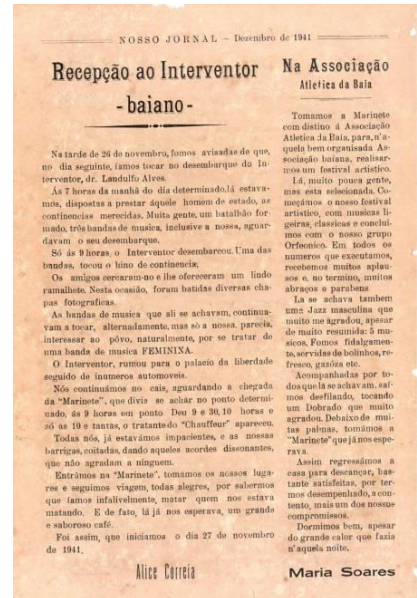 NOSSO JORNAL – Dezembro de 1941
Recepção ao Interventor
-baiano-
Na tarde de 26 de novembro, fomos avisadas de que,
no dia seguinte, íamos tocar no desembarque do In-
terventor, dr. Landulfo Alves.
Ás 7 horas da manhã do dia determinado, lá estava-
mos, dispostas a prestar áquele homem de estado, as
continencias merecidas. Muita gente, um batalhão for-
mado, três bandas de musica, inclusive a nossa, aguar-
davam o seu desembarque.
Só ás 9 horas, o Interventor desembarcou. Uma das
bandas, tocou o hino de continencia.
Os amigos cercaram-no e lhe ofereceram um lindo
ramalhete. Nesta ocasião, foram batidas diversas cha-
pas fotograficas.
As bandas de musica que ali se achavam, continua-
vam a tocar, alternadamente, mas só a nossa, parecia,
interessar ao pôvo, naturalmente, por se tratar de
uma banda de musica FEMININA.
O Interventor, rumou para o palacio da liberdade
seguido de inumeros automoveis.
Nós continuámos no cais, aguardando a chegada
da "Marinete", que divia se achar no ponto determi-
nado, ás 9 horas em ponto Deu 9 e 30, 10 horas e
só as 10 e tantas, o tratante do "Chauffeur" apareceu.
Todas nós, já estávamos impacientes, e as nossas
barrigas, coitadas, dando aqueles acordes dissonantes,
que não agradam a ninguem.
Entrámos na "Marinete", tomamos os nossos luga-
res e seguimos viagem, todas alegres, por sabermos
que íamos infalivelmente, matar quem nos estava
matando. E de fato, lá já nos esperava, um grande
e saboroso café.
Foi assim, que iniciamos o dia 27 de novembro
de 1941.
Alice Correia
Na Associação
Atletica da Baía
Tomamos a Marinete
com distino á Associação
Atletica da Baía, para, n'a-
quela bem organisada As-
sociação baiana, realisar-
mos um festival artistico.
Lá, muito pouca gente,
mas esta selecionada. Co-
meçámos o nosso festival
artistico, com musicas li-
geiras, classicas e conclui-
mos com o nosso grupo
Orfeonico. Em todos os
numeros que executamos,
recebemos muitos aplau-
sos e, no termino, muitos
abraços e parabens
La se achava tambem
uma Jazz masculina que
muito me agradou, apesar
de muito resumida: 5 mu-
sicos. Fomos fidalgamen-
te, servidas de bolinhos, re-
fresco, gazóza etc.
Acompanhadas por to-
dos que la se achavam, saí-
mos desfilando, tocando
um Dobrado que muito
agradou. Debaixo de mui-
tas palmas, tomámos a
"Marinete" que já nos espe-
rava.
Assim regressámos a
casa para descançar, bas-
tante satisfeitas, por ter-
mos desempenhado, a con-
tento, mais um dos nossos
compromissos.
Dormimos bem, apesar
do grande calor que fazia
n'aquela noite.
Maria Soares